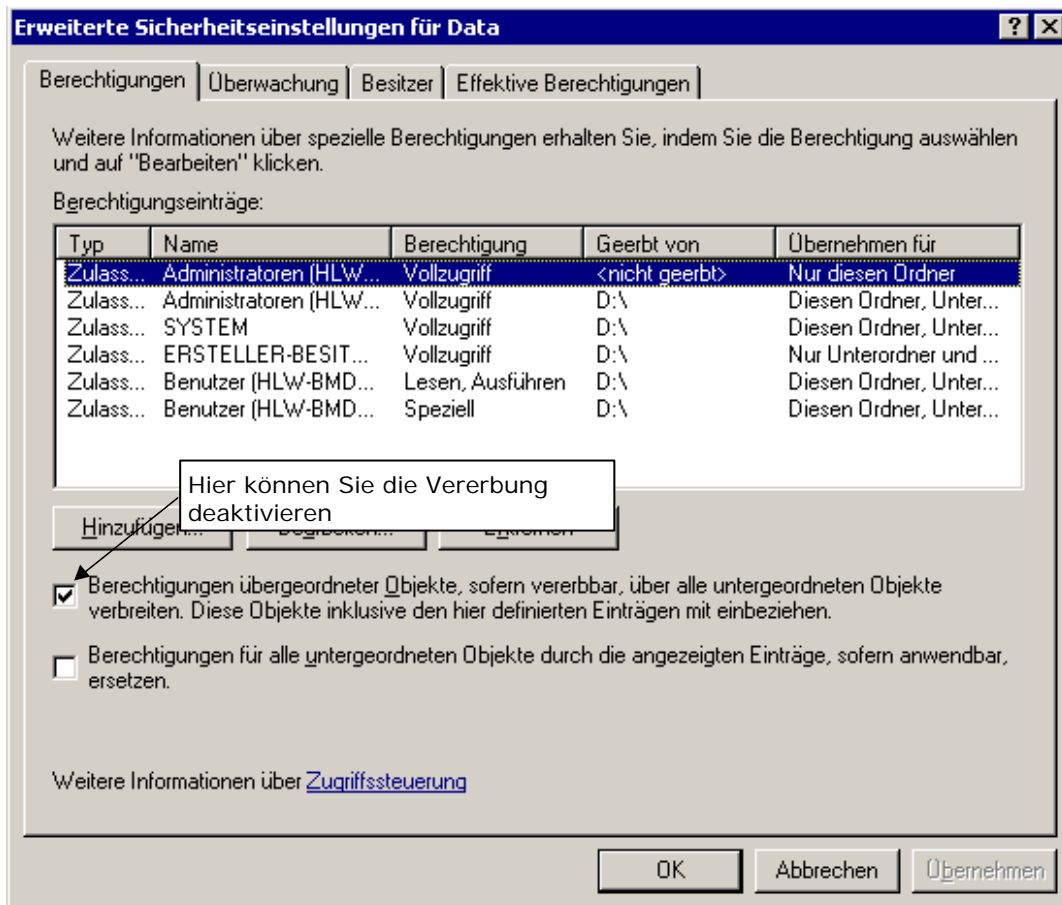 Erweiterte Sicherheitseinstellungen für Data
Berechtigungen Überwachung Besitzer Effektive Berechtigungen
Weitere Informationen über spezielle Berechtigungen erhalten Sie, indem Sie die Berechtigung auswählen
und auf "Bearbeiten" klicken.
Berechtigungseinträge:
Typ Name Berechtigung Geerbt von Übernehmen für
Zulass... Administratoren (HLW... Vollzugriff <nicht geerbt> Nur diesen Ordner
Zulass... Administratoren (HLW... Vollzugriff D:\ Diesen Ordner, Unter...
Zulass... SYSTEM Vollzugriff D:\ Diesen Ordner, Unter...
Zulass... ERSTELLER-BESIT... Vollzugriff D:\ Nur Unterordner und ...
Zulass... Benutzer (HLW-BMD... Lesen, Ausführen D:\ Diesen Ordner, Unter...
Zulass... Benutzer (HLW-BMD... Speziell D:\ Diesen Ordner, Unter...
Hier können Sie die Vererbung
deaktivieren
Hinzufügen...
Berechtigungen übergeordneter Objekte, sofern vererbbar, über alle untergeordneten Objekte
verbreiten. Diese Objekte inklusive den hier definierten Einträgen mit einbeziehen.
Berechtigungen für alle untergeordneten Objekte durch die angezeigten Einträge, sofern anwendbar,
ersetzen.
Weitere Informationen über Zugriffssteuerung
OK Abbrechen Übernehmen